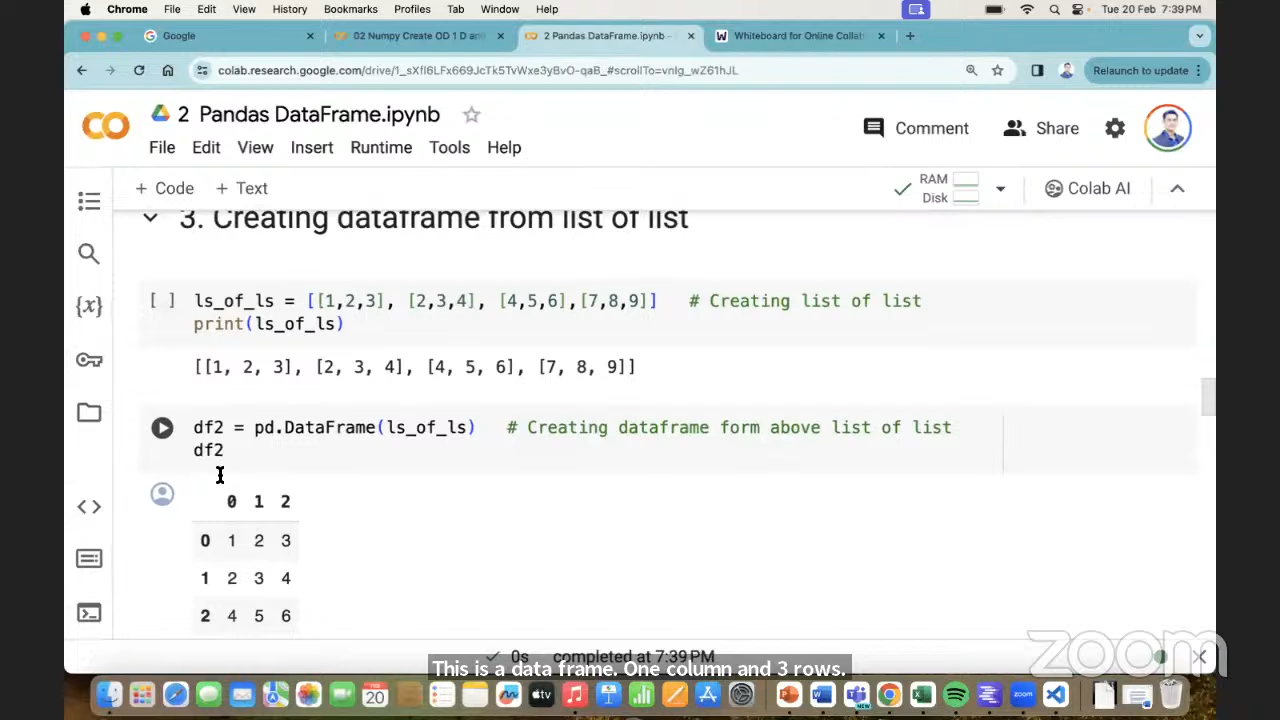 Chrome File Edit View History Bookmarks Profiles Tab Window Help Tue 20 Feb 7:39 PM
Google 02 Numpy Create OD 1 D an 2 Pandas DataFrame.ipynb - Whiteboard for Online Collab
colab.research.google.com/drive/1_sXfI6LFx669JcTk5TvWxe3yBvO-qaB_#scrollTo=vnIg_wZ61hJL Relaunch to update
2 Pandas DataFrame.ipynb
Comment Share
File Edit View Insert Runtime Tools Help
+ Code + Text RAM Disk Colab AI
3. Creating dataframe from list of list
[ ] ls_of_ls = [[1,2,3], [2,3,4], [4,5,6],[7,8,9]] # Creating list of list
print(ls_of_ls)
[[1, 2, 3], [2, 3, 4], [4, 5, 6], [7, 8, 9]]
df2 = pd.DataFrame(ls_of_ls) # Creating dataframe form above list of list
df2
0 1 2
0 1 2 3
1 2 3 4
2 4 5 6
0s completed at 7:39 PM
This is a data frame. One column and 3 rows.
zoom